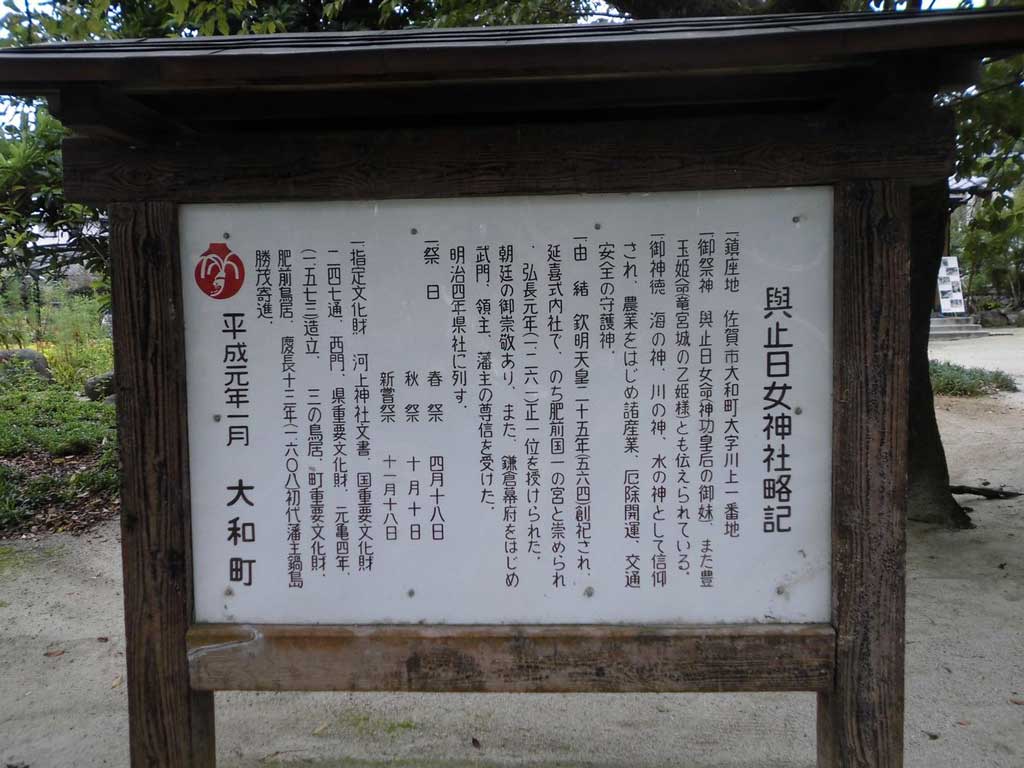 與止日女神社略記
一鎮座地　佐賀市大和町大字川上一番地
一御祭神　與止日女命（神功皇后の御妹）、また豊
玉姫命（竜宮城の乙姫様）とも伝えられている。
一御神徳　海の神、川の神、水の神として信仰
され、農業をはじめ諸産業、厄除開運、交通
安全の守護神。
一由　緒　欽明天皇二十五年（五六四）創祀され、
延喜式内社で、のち肥前国一の宮と崇められ
、弘長元年（一二六一）正一位を授けられた。
朝廷の御崇敬あり、また、鎌倉幕府をはじめ
武門、領主、藩主の尊信を受けた。
明治四年県社に列す。
一祭　日　春　祭　四月十八日
秋　祭　十月十日
新嘗祭　十一月十八日
一指定文化財　河上神社文書、国重要文化財
二四七通、西門、県重要文化財、元亀四年、
（一五七三）造立、三の鳥居、町重要文化財、
肥前鳥居、慶長十三年（一六〇八）初代藩主鍋島
勝茂寄進。
平成元年一月　大和町